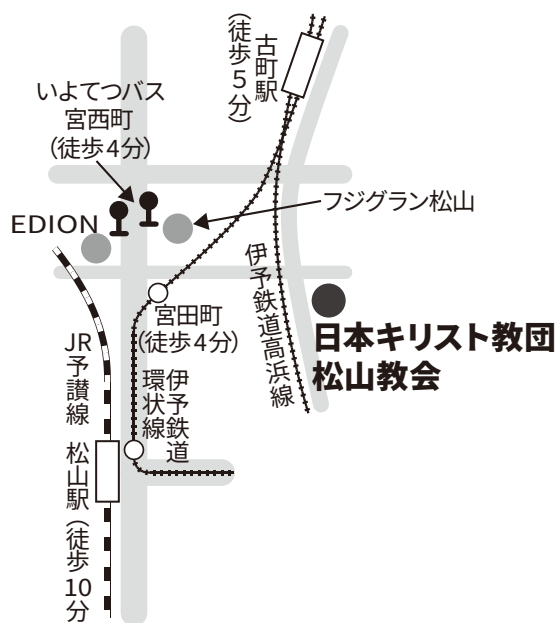 古町駅
（徒歩5分）
いよてつバス
宮西町
（徒歩4分）
EDION
フジグラン松山
伊予鉄道高浜線
宮田町
（徒歩4分）
日本キリスト教団
松山教会
JR予讃線
伊予鉄道
環状線
松山駅（徒歩10分）